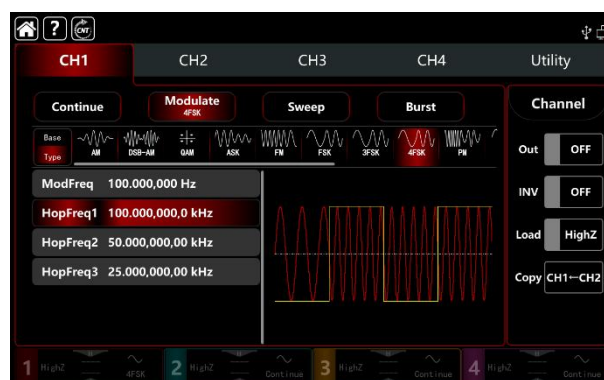 ? CNT
CH1 CH2 CH3 CH4 Utility
Continue Modulate Sweep Burst Channel
4FSK
Base
Type AM DSB-AM QAM ASK FM FSK 3FSK 4FSK PM
Out OFF
ModFreq 100.000,000 Hz
INV OFF
HopFreq1 100.000,000,0 kHz
Load HighZ
HopFreq2 50.000,000,00 kHz
HopFreq3 25.000,000,00 kHz
Copy CH1←CH2
1 HighZ 4FSK 2 HighZ Continue 3 HighZ Continue 4 HighZ Continue